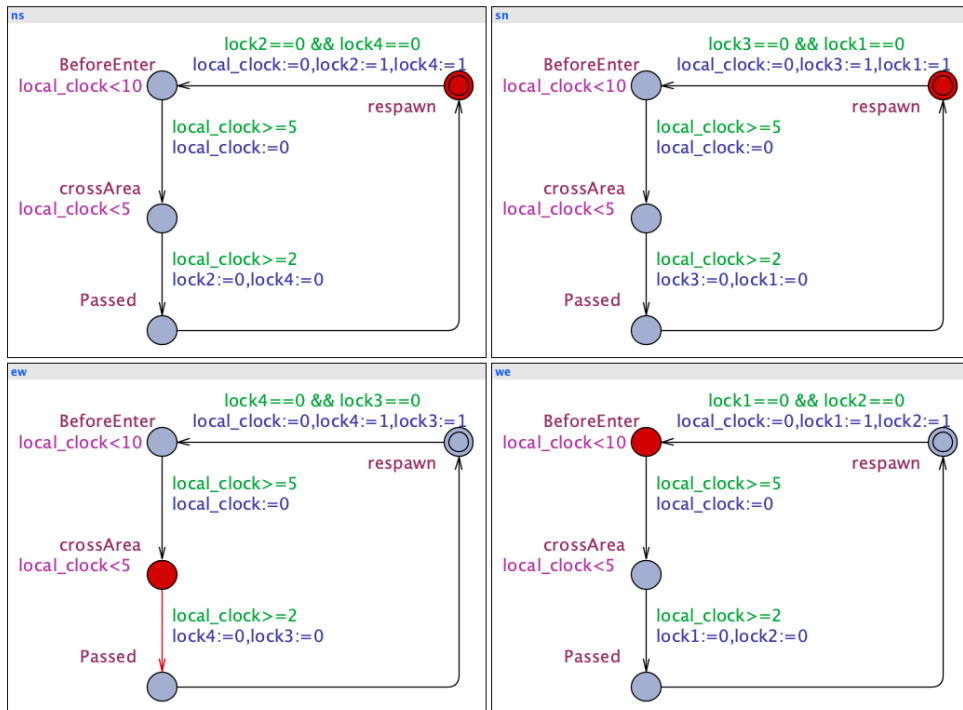 ns
lock2==0 && lock4==0
BeforeEnter
local_clock:=0,lock2:=1,lock4:=1
local_clock<10
respawn
local_clock>=5
local_clock:=0
crossArea
local_clock<5
local_clock>=2
lock2:=0,lock4:=0
Passed
sn
lock3==0 && lock1==0
BeforeEnter
local_clock:=0,lock3:=1,lock1:=1
local_clock<10
respawn
local_clock>=5
local_clock:=0
crossArea
local_clock<5
local_clock>=2
lock3:=0,lock1:=0
Passed
ew
lock4==0 && lock3==0
BeforeEnter
local_clock:=0,lock4:=1,lock3:=1
local_clock<10
respawn
local_clock>=5
local_clock:=0
crossArea
local_clock<5
local_clock>=2
lock4:=0,lock3:=0
Passed
we
lock1==0 && lock2==0
BeforeEnter
local_clock:=0,lock1:=1,lock2:=1
local_clock<10
respawn
local_clock>=5
local_clock:=0
crossArea
local_clock<5
local_clock>=2
lock1:=0,lock2:=0
Passed